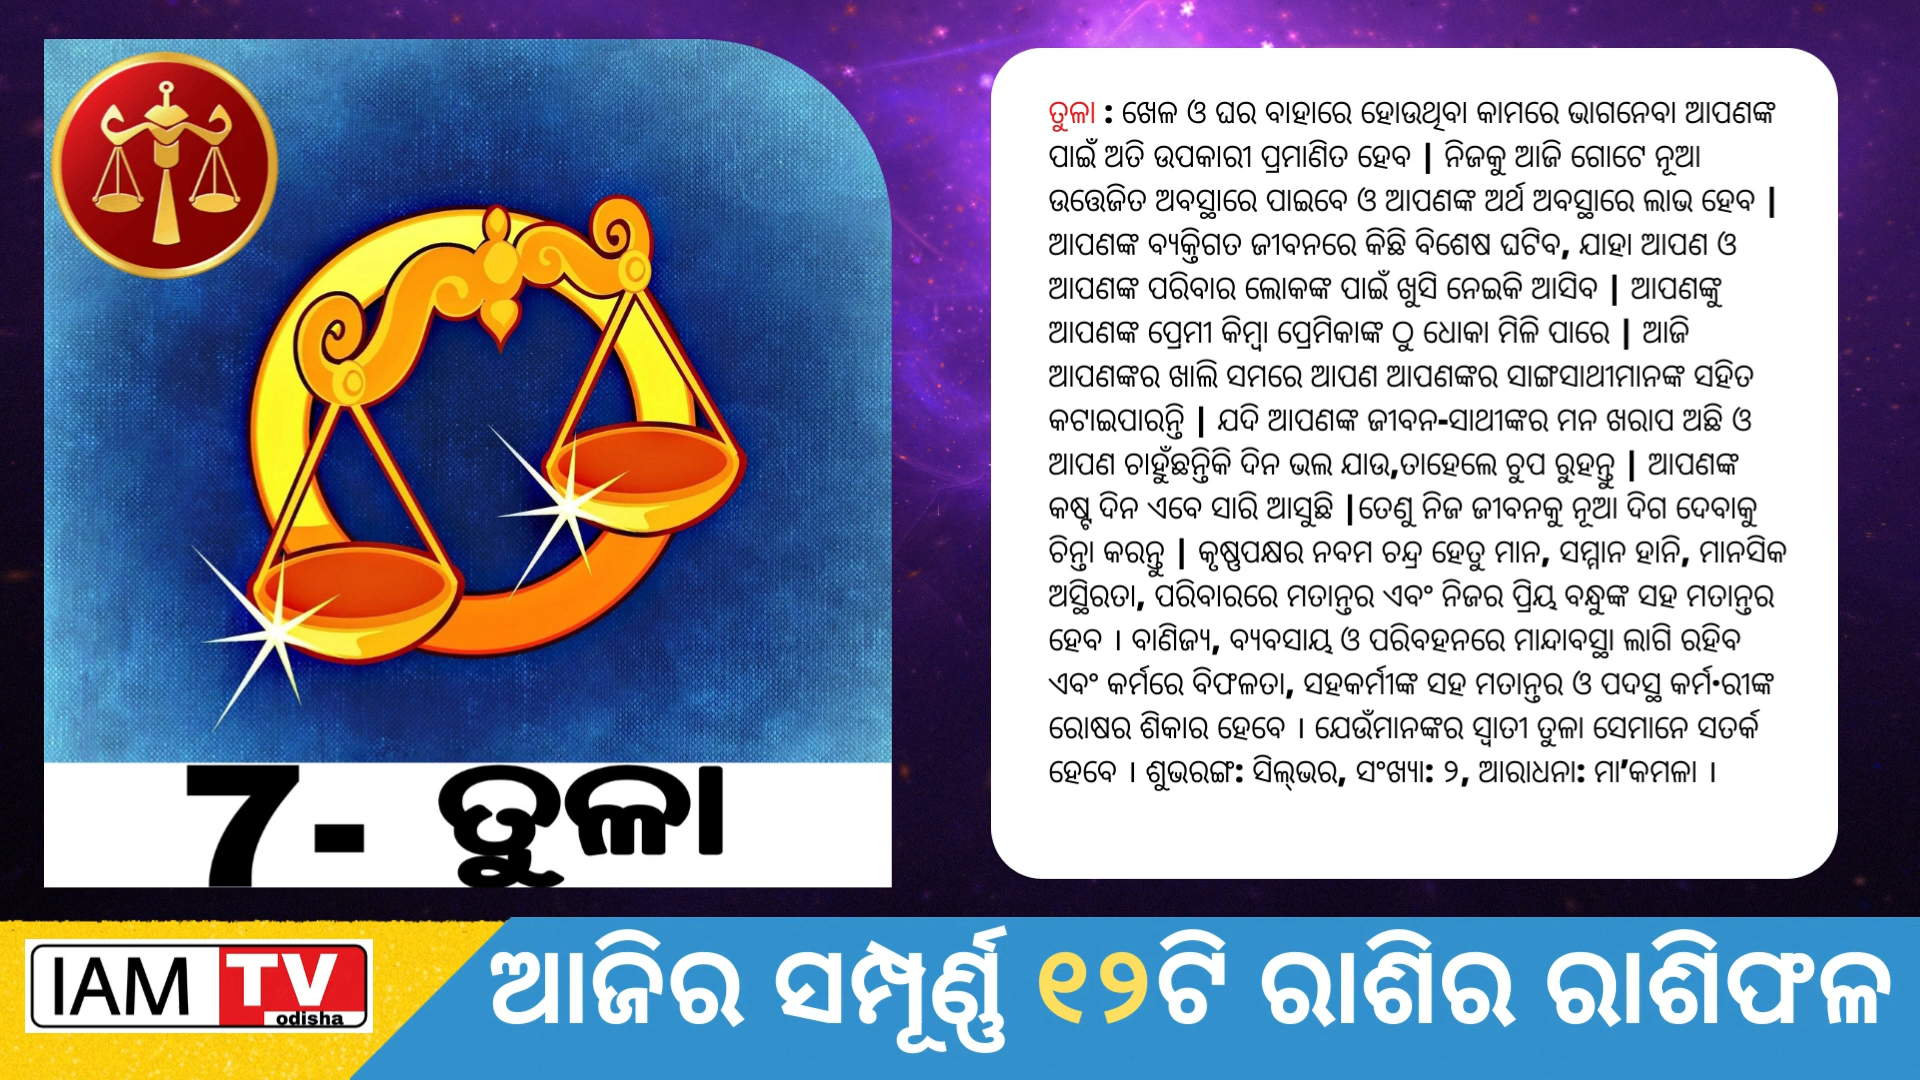 ତୁଳା : ଖେଳ ଓ ଘର ବାହାରେ ହୋଉଥିବା କାମରେ ଭାଗନେବା ଆପଣଙ୍କ
ପାଇଁ ଅତି ଉପକାରୀ ପ୍ରମାଣିତ ହେବ | ନିଜକୁ ଆଜି ଗୋଟେ ନୂଆ
ଉତ୍ତେଜିତ ଅବସ୍ଥାରେ ପାଇବେ ଓ ଆପଣଙ୍କ ଅର୍ଥ ଅବସ୍ଥାରେ ଲାଭ ହେବ |
ଆପଣଙ୍କ ବ୍ୟକ୍ତିଗତ ଜୀବନରେ କିଛି ବିଶେଷ ଘଟିବ, ଯାହା ଆପଣ ଓ
ଆପଣଙ୍କ ପରିବାର ଲୋକଙ୍କ ପାଇଁ ଖୁସି ନେଇକି ଆସିବ | ଆପଣଙ୍କୁ
ଆପଣଙ୍କ ପ୍ରେମୀ କିମ୍ବା ପ୍ରେମିକାଙ୍କ ଠୁ ଧୋକା ମିଳି ପାରେ | ଆଜି
ଆପଣଙ୍କର ଖାଲି ସମରେ ଆପଣ ଆପଣଙ୍କର ସାଙ୍ଗସାଥୀମାନଙ୍କ ସହିତ
କଟାଇପାରନ୍ତି | ଯଦି ଆପଣଙ୍କ ଜୀବନ-ସାଥୀଙ୍କର ମନ ଖରାପ ଅଛି ଓ
ଆପଣ ଚାହୁଁଛନ୍ତିକି ଦିନ ଭଲ ଯାଉ,ତାହେଲେ ଚୁପ ରୁହନ୍ତୁ | ଆପଣଙ୍କ
କଷ୍ଟ ଦିନ ଏବେ ସାରି ଆସୁଛି |ତେଣୁ ନିଜ ଜୀବନକୁ ନୂଆ ଦିଗ ଦେବାକୁ
ଚିନ୍ତା କରନ୍ତୁ | କୃଷ୍ଣପକ୍ଷର ନବମ ଚନ୍ଦ୍ର ହେତୁ ମାନ, ସମ୍ମାନ ହାନି, ମାନସିକ
ଅସ୍ଥିରତା, ପରିବାରରେ ମତାନ୍ତର ଏବଂ ନିଜର ପ୍ରିୟ ବନ୍ଧୁଙ୍କ ସହ ମତାନ୍ତର
ହେବ । ବାଣିଜ୍ୟ, ବ୍ୟବସାୟ ଓ ପରିବହନରେ ମାନ୍ଦାବସ୍ଥା ଲାଗି ରହିବ
ଏବଂ କର୍ମରେ ବିଫଳତା, ସହକର୍ମୀଙ୍କ ସହ ମତାନ୍ତର ଓ ପଦସ୍ଥ କର୍ମ·ରୀଙ୍କ
ରୋଷର ଶିକାର ହେବେ । ଯେଉଁମାନଙ୍କର ସ୍ୱାତୀ ତୁଳା ସେମାନେ ସତର୍କ
ହେବେ । ଶୁଭରଙ୍ଗ: ସିଲ୍‌ଭର, ସଂଖ୍ୟା: ୨, ଆରାଧନା: ମା’କମଳା ।
7- ତୁଳା
IAM TV
odisha
ଆଜିର ସମ୍ପୂର୍ଣ୍ଣ ୧୨ଟି ରାଶିର ରାଶିଫଳ